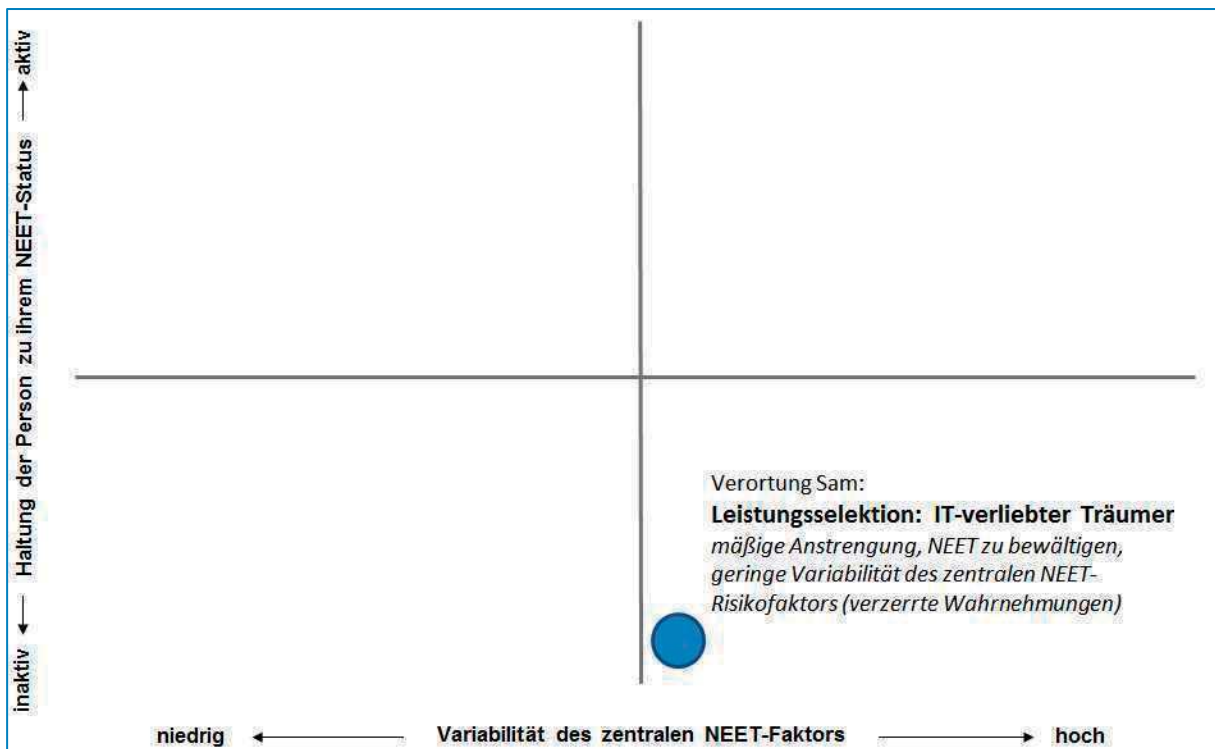 inaktiv ← Haltung der Person zu ihrem NEET-Status → aktiv
Verortung Sam:
Leistungsselektion: IT-verliebter Träumer
mäßige Anstrengung, NEET zu bewältigen,
geringe Variabilität des zentralen NEET-
Risikofaktors (verzerrte Wahrnehmungen)
niedrig ← Variabilität des zentralen NEET-Faktors → hoch